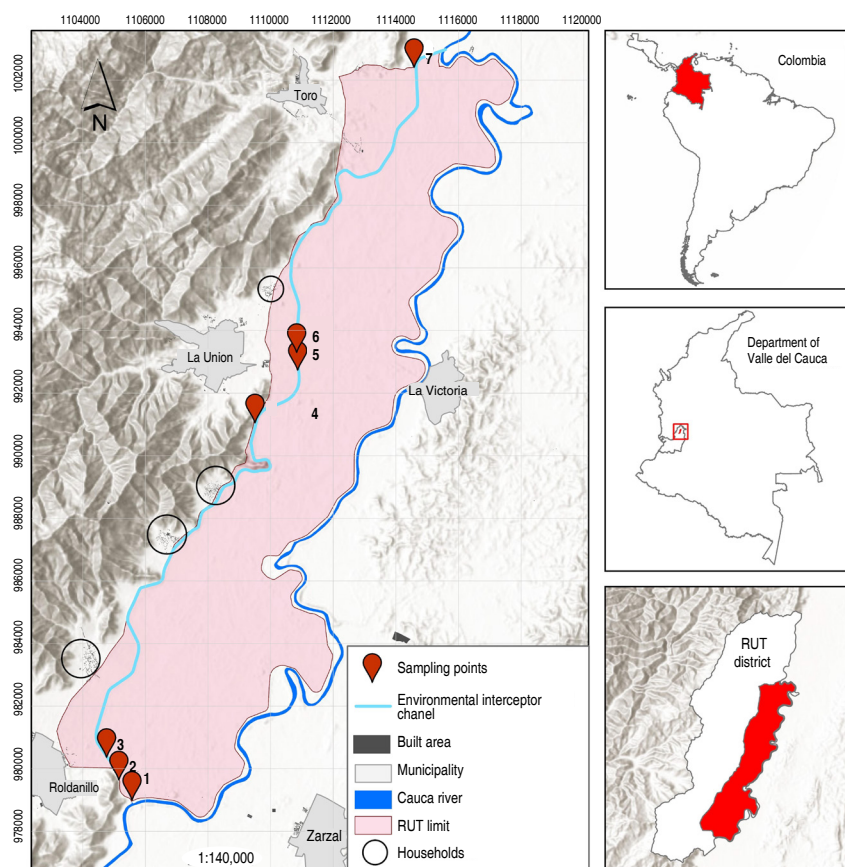 1104000 1106000 1108000 1110000 1112000 1114000 1116000 1118000 1120000
1002000
1000000
998000
996000
994000
992000
990000
988000
986000
984000
982000
980000
978000
N
Toro
7
La Union
6
5
La Victoria
4
3
2
1
Roldanillo
Zarzal
1:140,000
Sampling points
Environmental interceptor
chanel
Built area
Municipality
Cauca river
RUT limit
Households
Colombia
Department of
Valle del Cauca
RUT
district